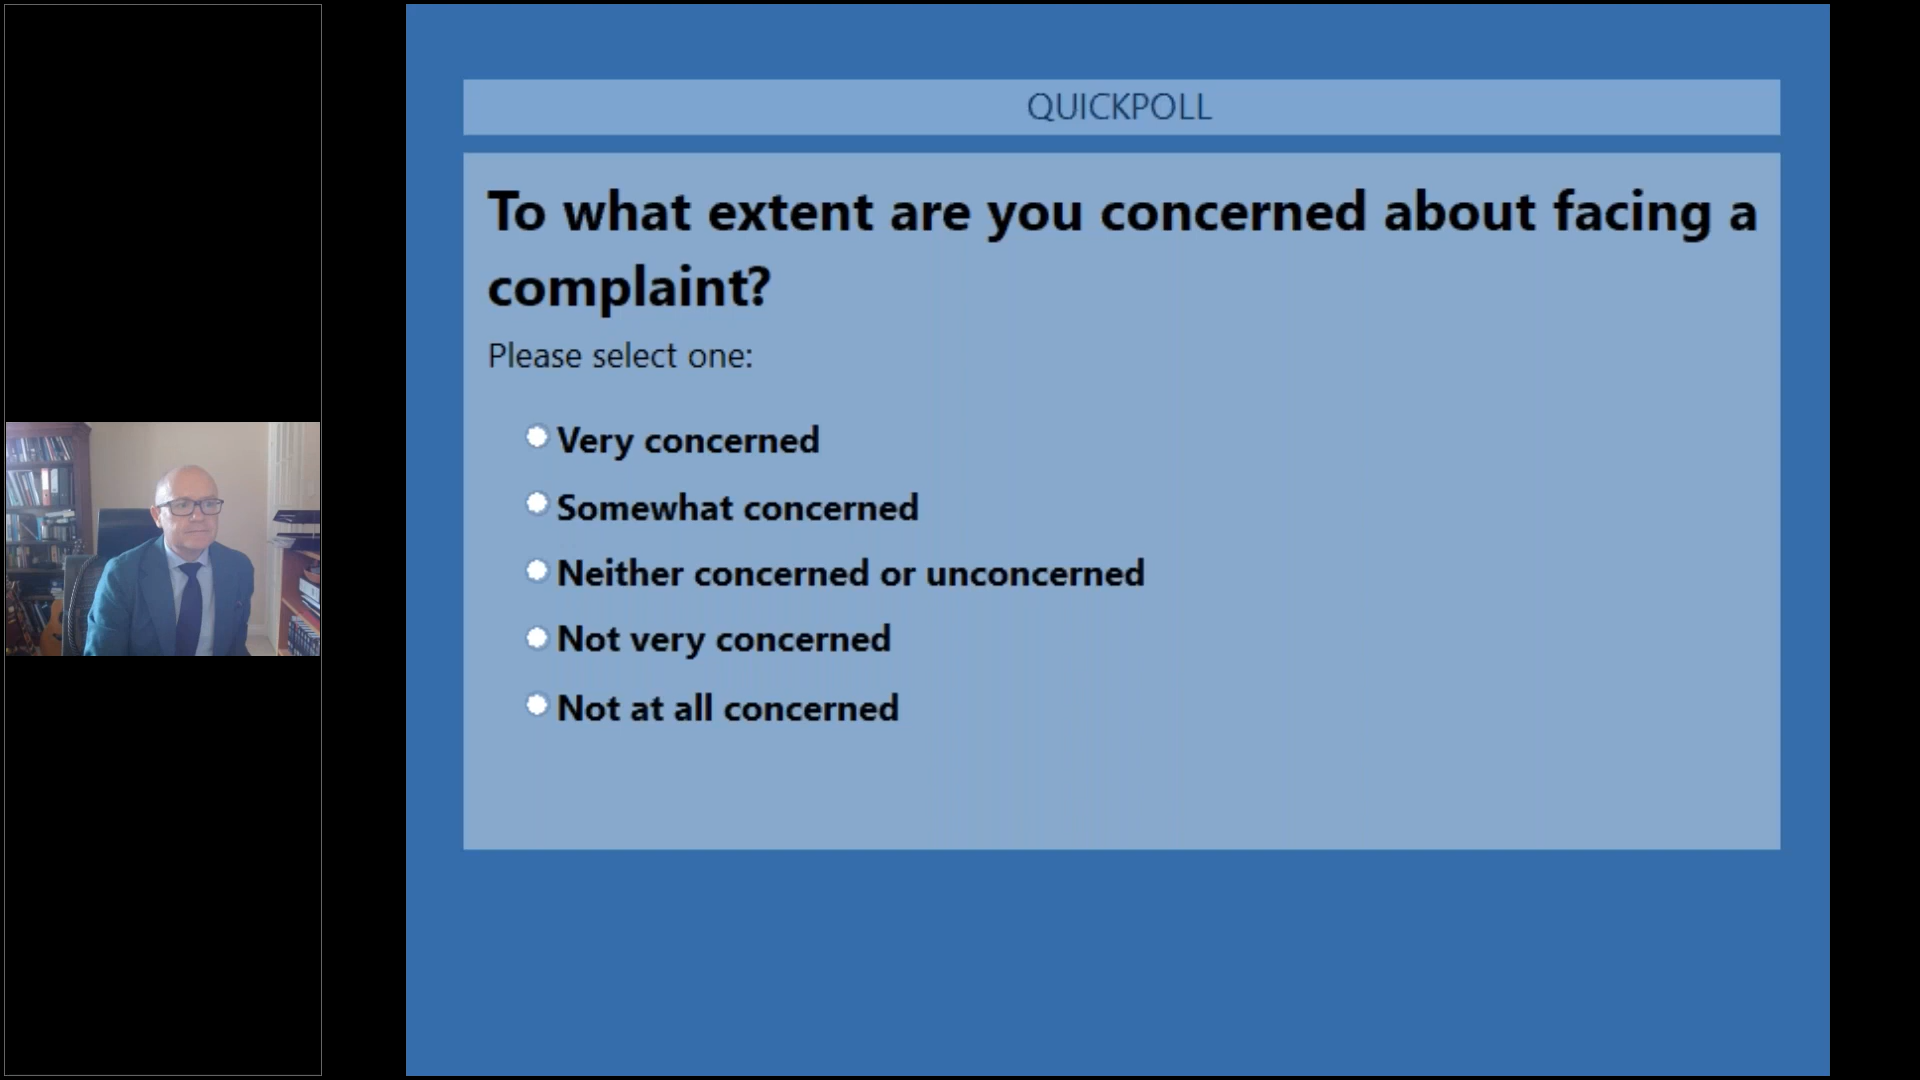 QUICKPOLL
To what extent are you concerned about facing a
complaint?
Please select one:
Very concerned
Somewhat concerned
Neither concerned or unconcerned
Not very concerned
Not at all concerned